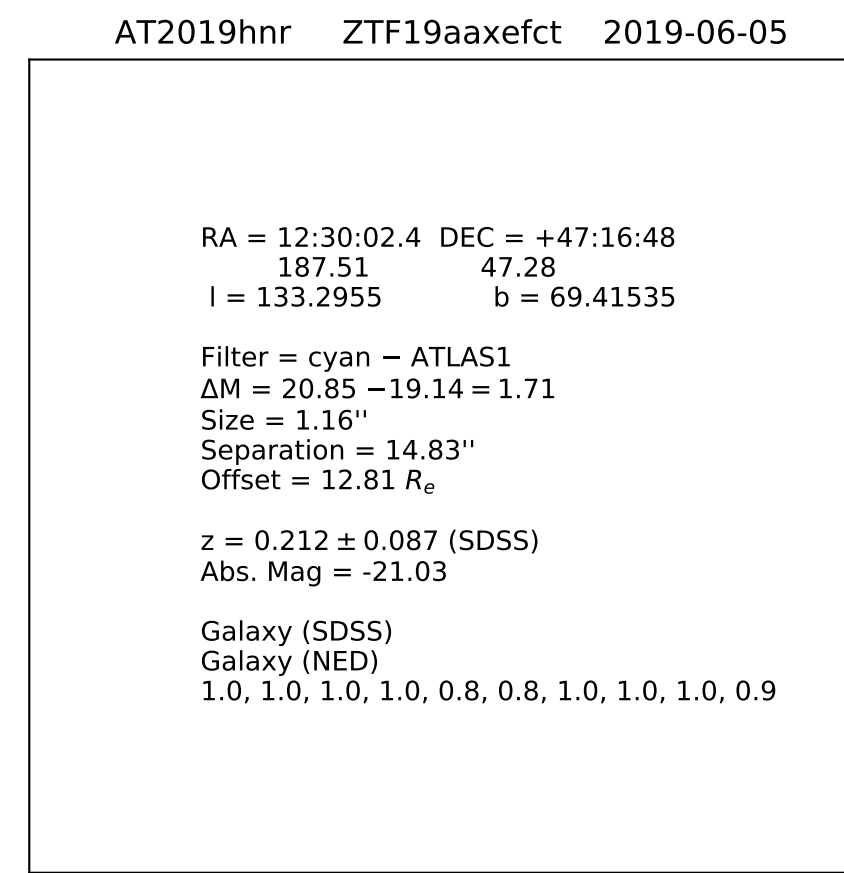 AT2019hnr ZTF19aaxefct 2019-06-05
RA = 12:30:02.4 DEC = +47:16:48
187.51 47.28
l = 133.2955 b = 69.41535
Filter = cyan − ATLAS1
ΔM = 20.85 −19.14 = 1.71
Size = 1.16''
Separation = 14.83''
Offset = 12.81 Rₑ
z = 0.212 ± 0.087 (SDSS)
Abs. Mag = -21.03
Galaxy (SDSS)
Galaxy (NED)
1.0, 1.0, 1.0, 1.0, 0.8, 0.8, 1.0, 1.0, 1.0, 0.9